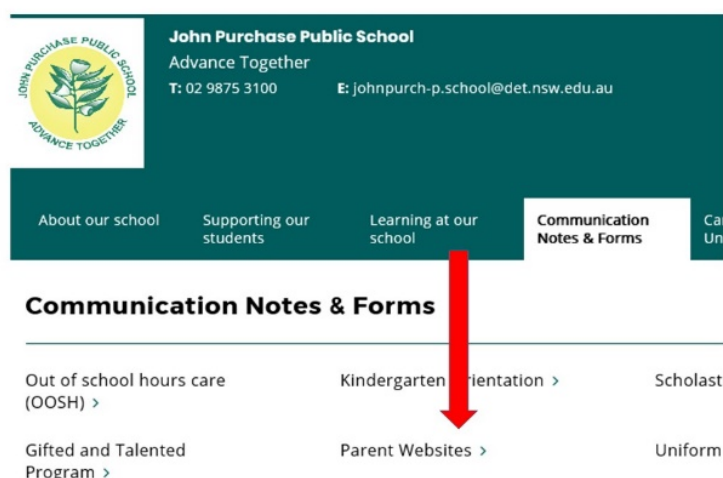 JOHN PURCHASE PUBLIC SCHOOL
ADVANCE TOGETHER
John Purchase Public School
Advance Together
T: 02 9875 3100 E: johnpurch-p.school@det.nsw.edu.au
About our school
Supporting our
students
Learning at our
school
Communication
Notes & Forms
Communication Notes & Forms
Out of school hours care
(OOSH) >
Kindergarten Orientation >
Scholast
Gifted and Talented
Program >
Parent Websites >
Uniform